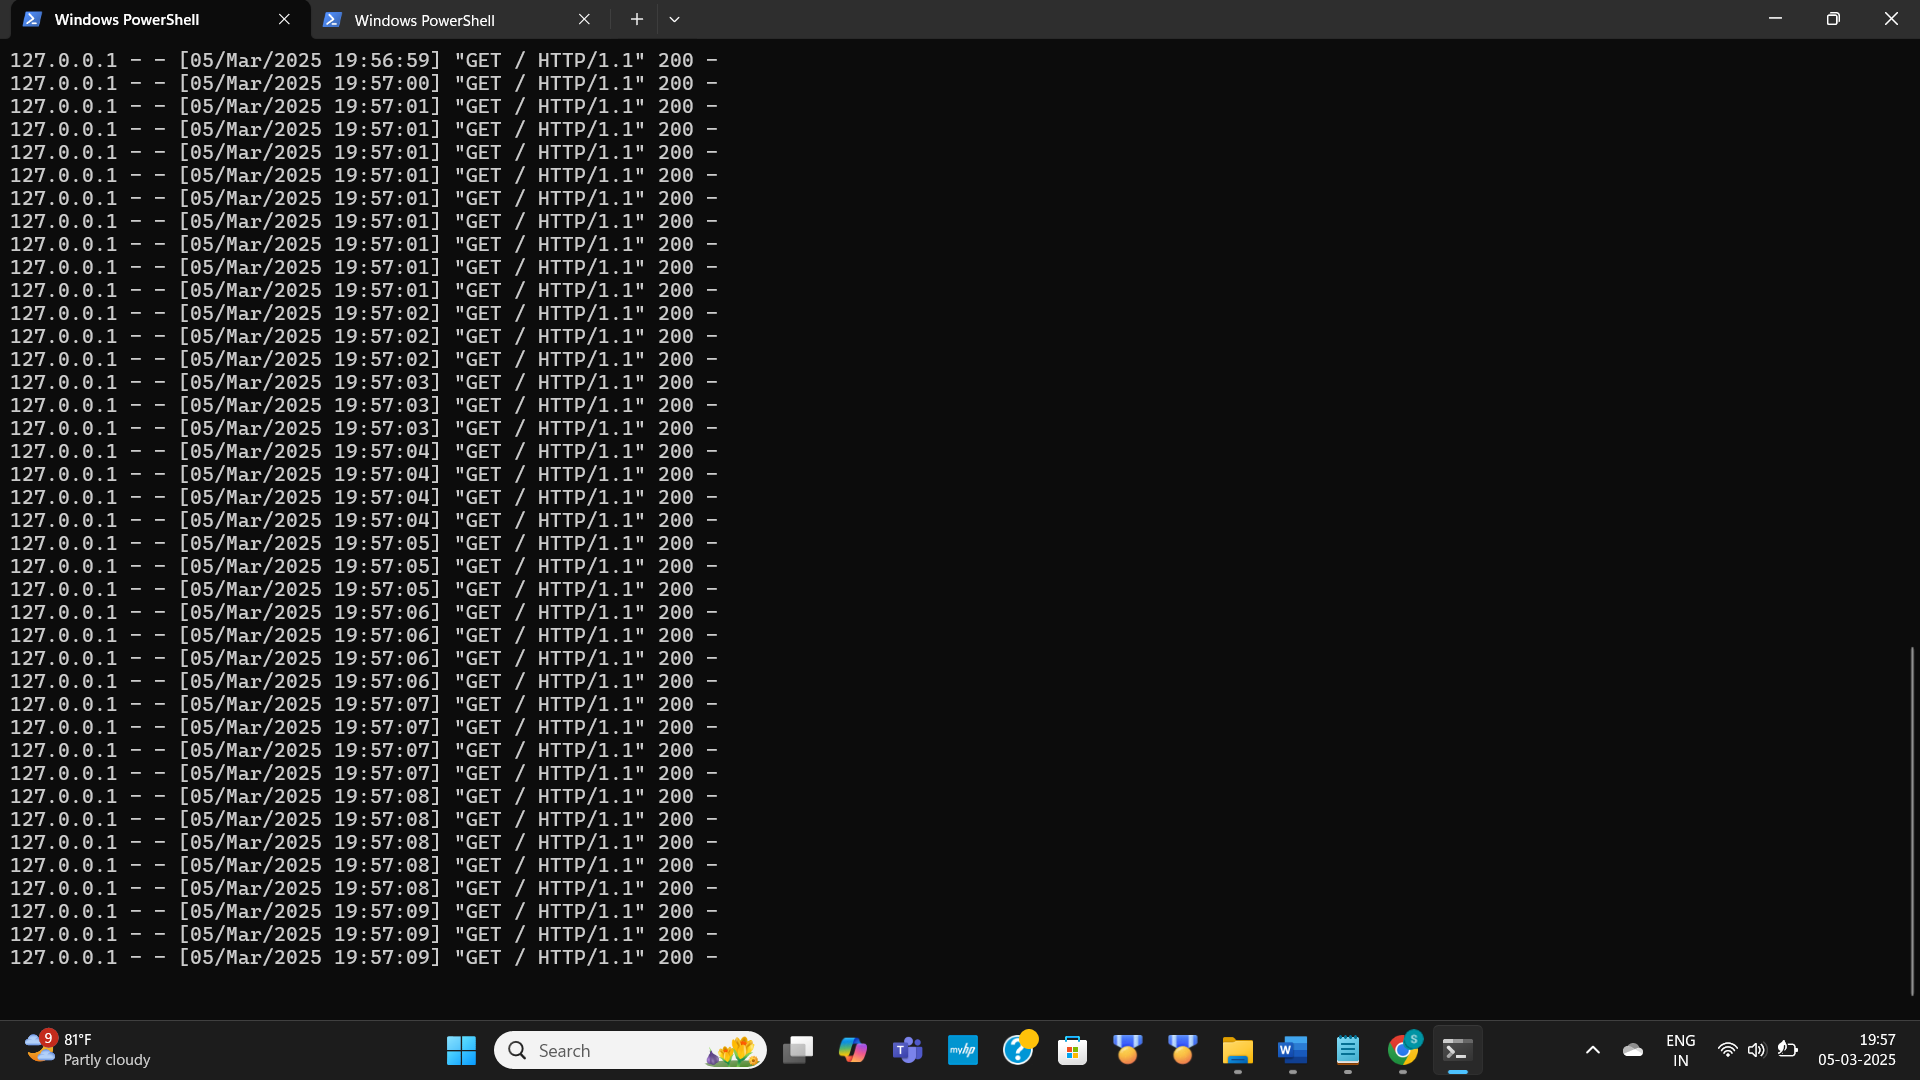 Windows PowerShell
Windows PowerShell
127.0.0.1 - - [05/Mar/2025 19:56:59] "GET / HTTP/1.1" 200 -
127.0.0.1 - - [05/Mar/2025 19:57:00] "GET / HTTP/1.1" 200 -
127.0.0.1 - - [05/Mar/2025 19:57:01] "GET / HTTP/1.1" 200 -
127.0.0.1 - - [05/Mar/2025 19:57:01] "GET / HTTP/1.1" 200 -
127.0.0.1 - - [05/Mar/2025 19:57:01] "GET / HTTP/1.1" 200 -
127.0.0.1 - - [05/Mar/2025 19:57:01] "GET / HTTP/1.1" 200 -
127.0.0.1 - - [05/Mar/2025 19:57:01] "GET / HTTP/1.1" 200 -
127.0.0.1 - - [05/Mar/2025 19:57:01] "GET / HTTP/1.1" 200 -
127.0.0.1 - - [05/Mar/2025 19:57:01] "GET / HTTP/1.1" 200 -
127.0.0.1 - - [05/Mar/2025 19:57:01] "GET / HTTP/1.1" 200 -
127.0.0.1 - - [05/Mar/2025 19:57:01] "GET / HTTP/1.1" 200 -
127.0.0.1 - - [05/Mar/2025 19:57:02] "GET / HTTP/1.1" 200 -
127.0.0.1 - - [05/Mar/2025 19:57:02] "GET / HTTP/1.1" 200 -
127.0.0.1 - - [05/Mar/2025 19:57:02] "GET / HTTP/1.1" 200 -
127.0.0.1 - - [05/Mar/2025 19:57:03] "GET / HTTP/1.1" 200 -
127.0.0.1 - - [05/Mar/2025 19:57:03] "GET / HTTP/1.1" 200 -
127.0.0.1 - - [05/Mar/2025 19:57:03] "GET / HTTP/1.1" 200 -
127.0.0.1 - - [05/Mar/2025 19:57:04] "GET / HTTP/1.1" 200 -
127.0.0.1 - - [05/Mar/2025 19:57:04] "GET / HTTP/1.1" 200 -
127.0.0.1 - - [05/Mar/2025 19:57:04] "GET / HTTP/1.1" 200 -
127.0.0.1 - - [05/Mar/2025 19:57:04] "GET / HTTP/1.1" 200 -
127.0.0.1 - - [05/Mar/2025 19:57:05] "GET / HTTP/1.1" 200 -
127.0.0.1 - - [05/Mar/2025 19:57:05] "GET / HTTP/1.1" 200 -
127.0.0.1 - - [05/Mar/2025 19:57:05] "GET / HTTP/1.1" 200 -
127.0.0.1 - - [05/Mar/2025 19:57:06] "GET / HTTP/1.1" 200 -
127.0.0.1 - - [05/Mar/2025 19:57:06] "GET / HTTP/1.1" 200 -
127.0.0.1 - - [05/Mar/2025 19:57:06] "GET / HTTP/1.1" 200 -
127.0.0.1 - - [05/Mar/2025 19:57:06] "GET / HTTP/1.1" 200 -
127.0.0.1 - - [05/Mar/2025 19:57:07] "GET / HTTP/1.1" 200 -
127.0.0.1 - - [05/Mar/2025 19:57:07] "GET / HTTP/1.1" 200 -
127.0.0.1 - - [05/Mar/2025 19:57:07] "GET / HTTP/1.1" 200 -
127.0.0.1 - - [05/Mar/2025 19:57:07] "GET / HTTP/1.1" 200 -
127.0.0.1 - - [05/Mar/2025 19:57:08] "GET / HTTP/1.1" 200 -
127.0.0.1 - - [05/Mar/2025 19:57:08] "GET / HTTP/1.1" 200 -
127.0.0.1 - - [05/Mar/2025 19:57:08] "GET / HTTP/1.1" 200 -
127.0.0.1 - - [05/Mar/2025 19:57:08] "GET / HTTP/1.1" 200 -
127.0.0.1 - - [05/Mar/2025 19:57:08] "GET / HTTP/1.1" 200 -
127.0.0.1 - - [05/Mar/2025 19:57:09] "GET / HTTP/1.1" 200 -
127.0.0.1 - - [05/Mar/2025 19:57:09] "GET / HTTP/1.1" 200 -
127.0.0.1 - - [05/Mar/2025 19:57:09] "GET / HTTP/1.1" 200 -
9
81°F
Partly cloudy
Search
T
myhp
?
W
S
ENG
IN
19:57
05-03-2025